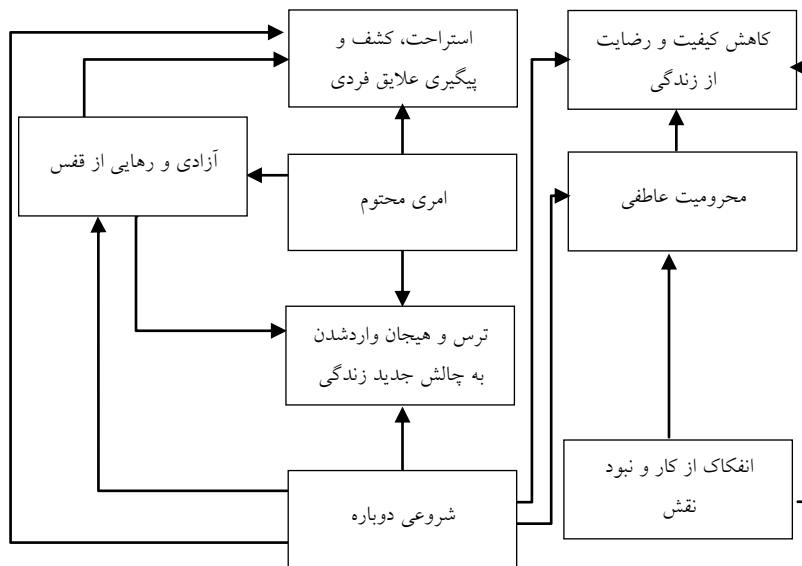 کاهش کیفیت و رضایت
از زندگی
استراحت، کشف و
پیگیری علایق فردی
آزادی و رهایی از قفس
محرومیت عاطفی
امری محتوم
ترس و هیجان واردشدن
به چالش جدید زندگی
انفکاک از کار و نبود
نقش
شروعی دوباره